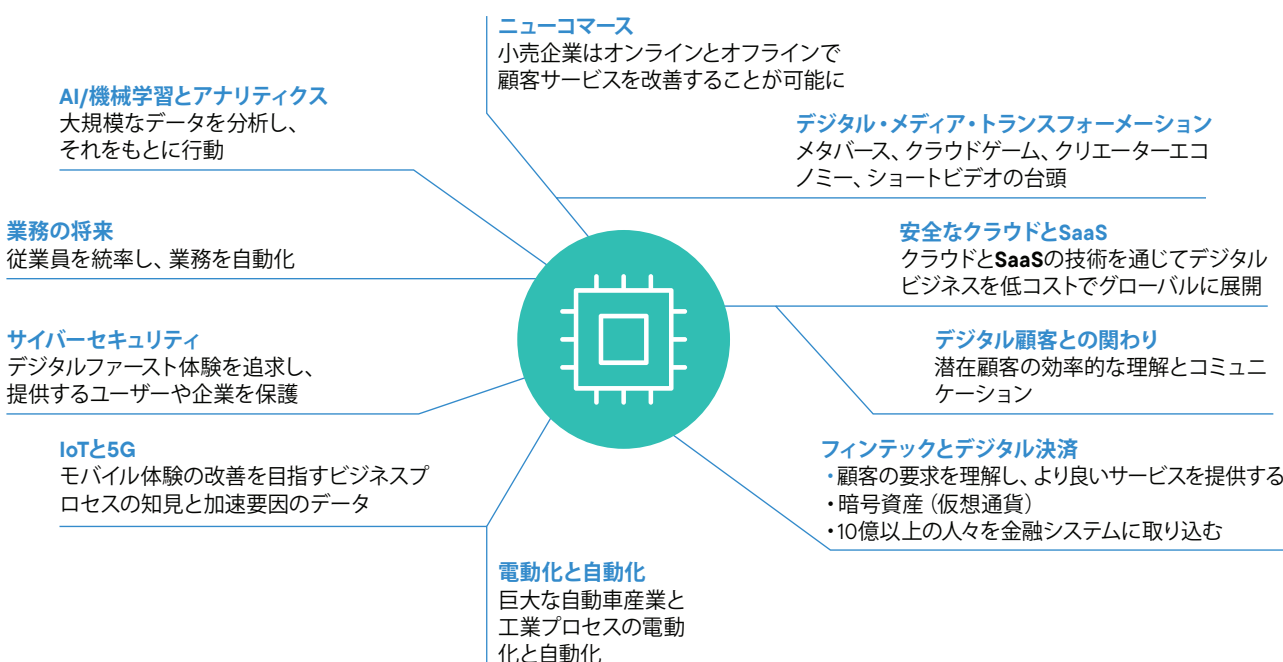 ニューコマース
小売企業はオンラインとオフラインで
顧客サービスを改善することが可能に
AI/機械学習とアナリティクス
大規模なデータを分析し、
それをもとに行動
デジタル・メディア・トランスフォーメーション
メタバース、クラウドゲーム、クリエーターエコ
ノミー、ショートビデオの台頭
業務の将来
従業員を統率し、業務を自動化
安全なクラウドとSaaS
クラウドとSaaSの技術を通じてデジタル
ビジネスを低コストでグローバルに展開
サイバーセキュリティ
デジタルファースト体験を追求し、
提供するユーザーや企業を保護
デジタル顧客との関わり
潜在顧客の効率的な理解とコミュニ
ケーション
IoTと5G
モバイル体験の改善を目指すビジネスプ
ロセスの知見と加速要因のデータ
フィンテックとデジタル決済
・顧客の要求を理解し、より良いサービスを提供する
・暗号資産（仮想通貨）
・10億以上の人々を金融システムに取り込む
電動化と自動化
巨大な自動車産業と
工業プロセスの電動
化と自動化